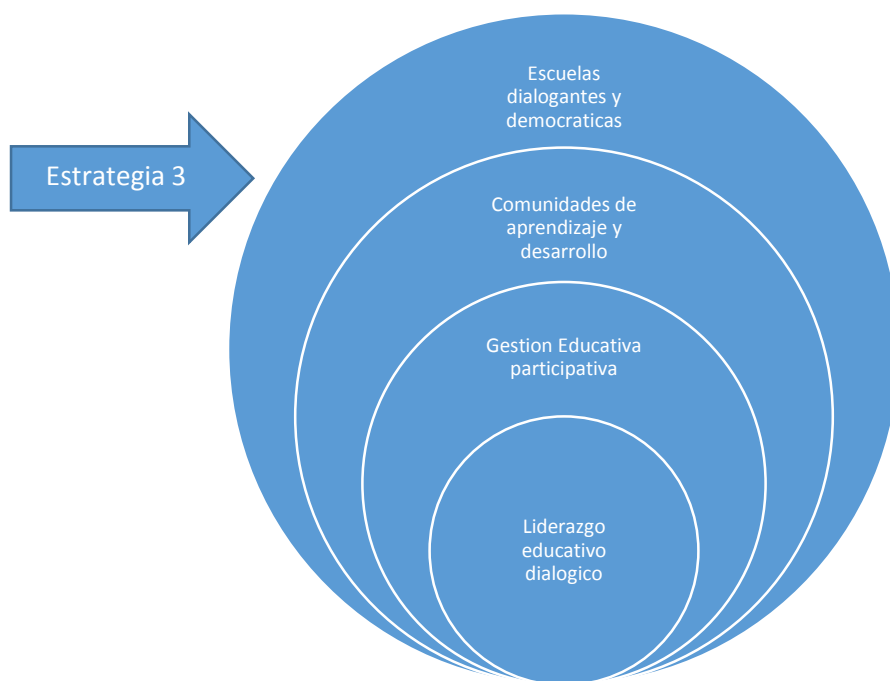 Escuelas
dialogantes y
democraticas
Estrategia 3
Comunidades de
aprendizaje y
desarrollo
Gestion Educativa
participativa
Liderazgo
educativo
dialogico